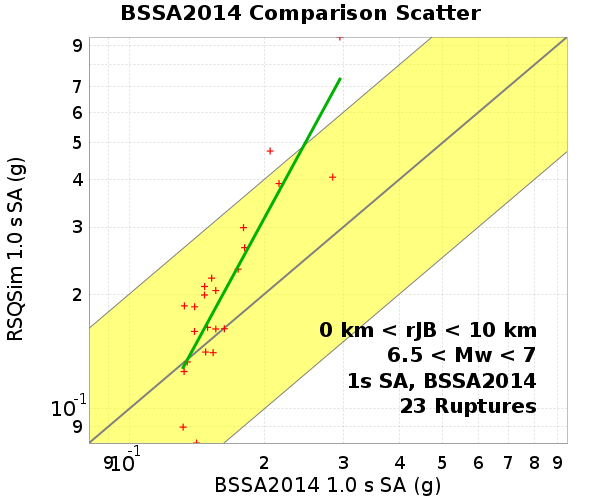 BSSA2014 Comparison Scatter
RSQSim 1.0 s SA (g)
9
7
6
5
4
3
2
10-1
9
0 km < rJB < 10 km
6.5 < Mw < 7
1s SA, BSSA2014
23 Ruptures
9 10-1 2 3 4 5 6 7 8 9
BSSA2014 1.0 s SA (g)